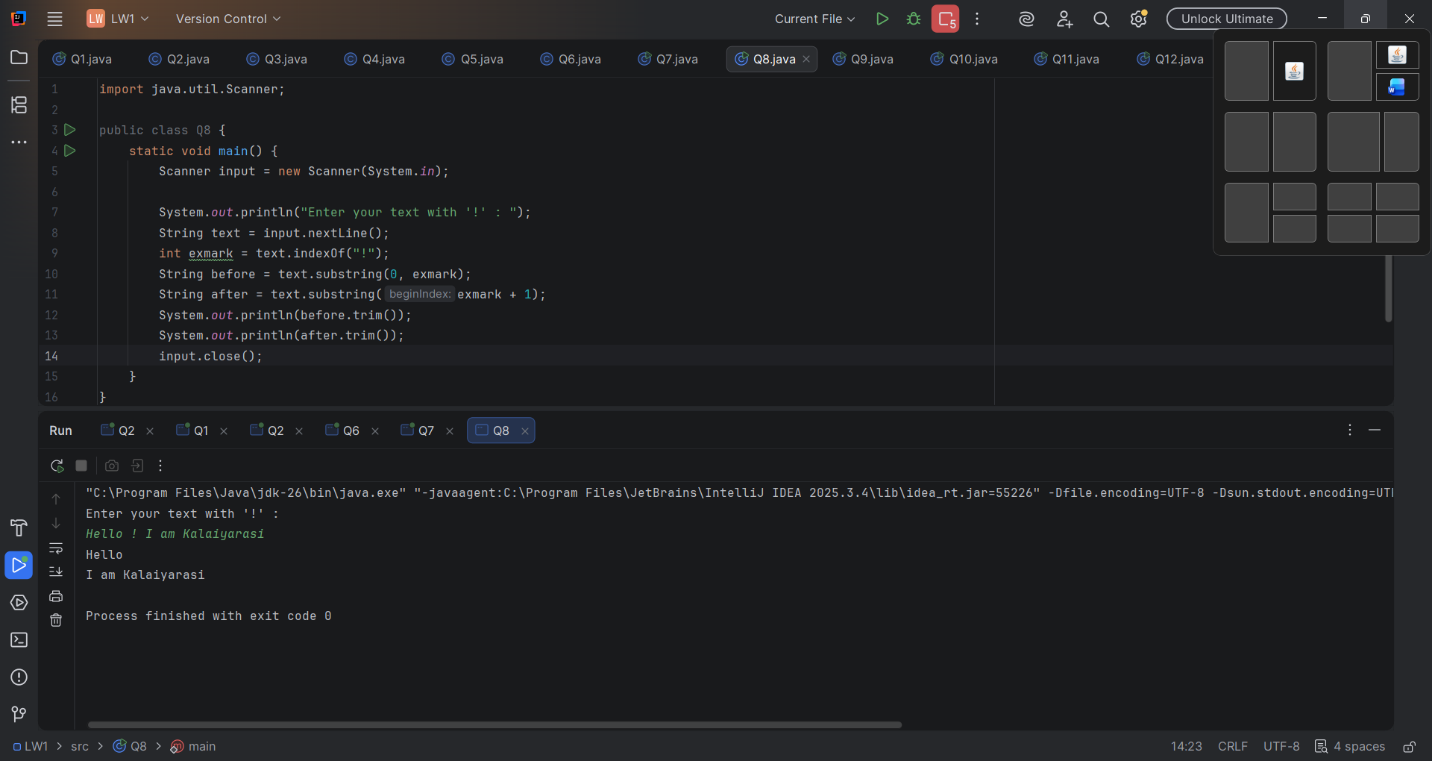 LW LW1 Version Control Current File 5 Unlock Ultimate
Q1.java Q2.java Q3.java Q4.java Q5.java Q6.java Q7.java Q8.java Q9.java Q10.java Q11.java Q12.java
1 import java.util.Scanner;
2
3 public class Q8 {
4 static void main() {
5 Scanner input = new Scanner(System.in);
6
7 System.out.println("Enter your text with '!' : ");
8 String text = input.nextLine();
9 int exmark = text.indexOf("!");
10 String before = text.substring(0, exmark);
11 String after = text.substring( beginIndex: exmark + 1);
12 System.out.println(before.trim());
13 System.out.println(after.trim());
14 input.close();
15 }
16 }
Run Q2 Q1 Q2 Q6 Q7 Q8
"C:\Program Files\Java\jdk-26\bin\java.exe" "-javaagent:C:\Program Files\JetBrains\IntelliJ IDEA 2025.3.4\lib\idea_rt.jar=55226" -Dfile.encoding=UTF-8 -Dsun.stdout.encoding=UT
Enter your text with '!' :
Hello ! I am Kalaiyarasi
Hello
I am Kalaiyarasi
Process finished with exit code 0
LW1 > src > Q8 > main 14:23 CRLF UTF-8 4 spaces